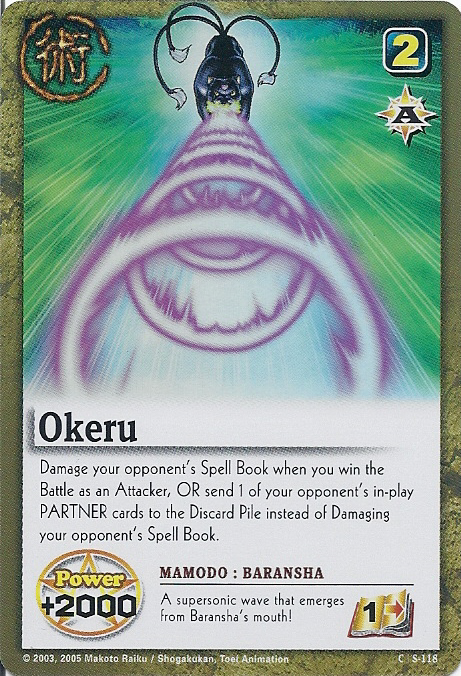 術
2
A
Okeru
Damage your opponent's Spell Book when you win the
Battle as an Attacker, OR send 1 of your opponent's in-play
PARTNER cards to the Discard Pile instead of Damaging
your opponent's Spell Book.
Power
+2000
MAMODO : BARANSHA
A supersonic wave that emerges
from Baransha's mouth!
1
© 2003, 2005 Makoto Raiku / Shogakukan, Toei Animation
C S-118